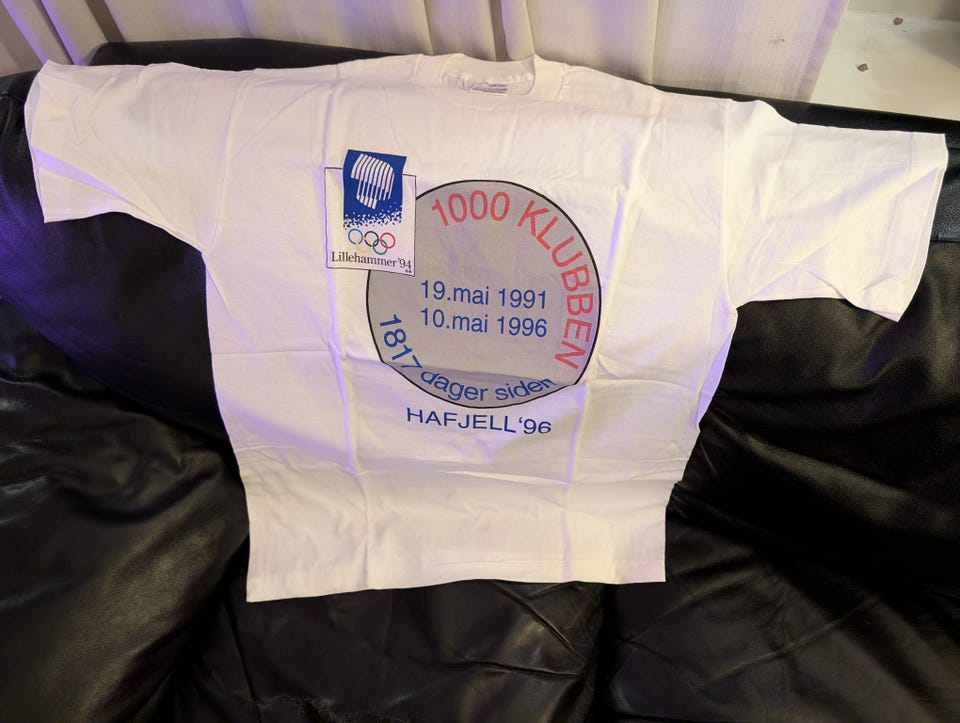 Lillehammer'94
1000 KLUBBEN
19.mai 1991
10.mai 1996
1817 dager siden
HAFJELL'96